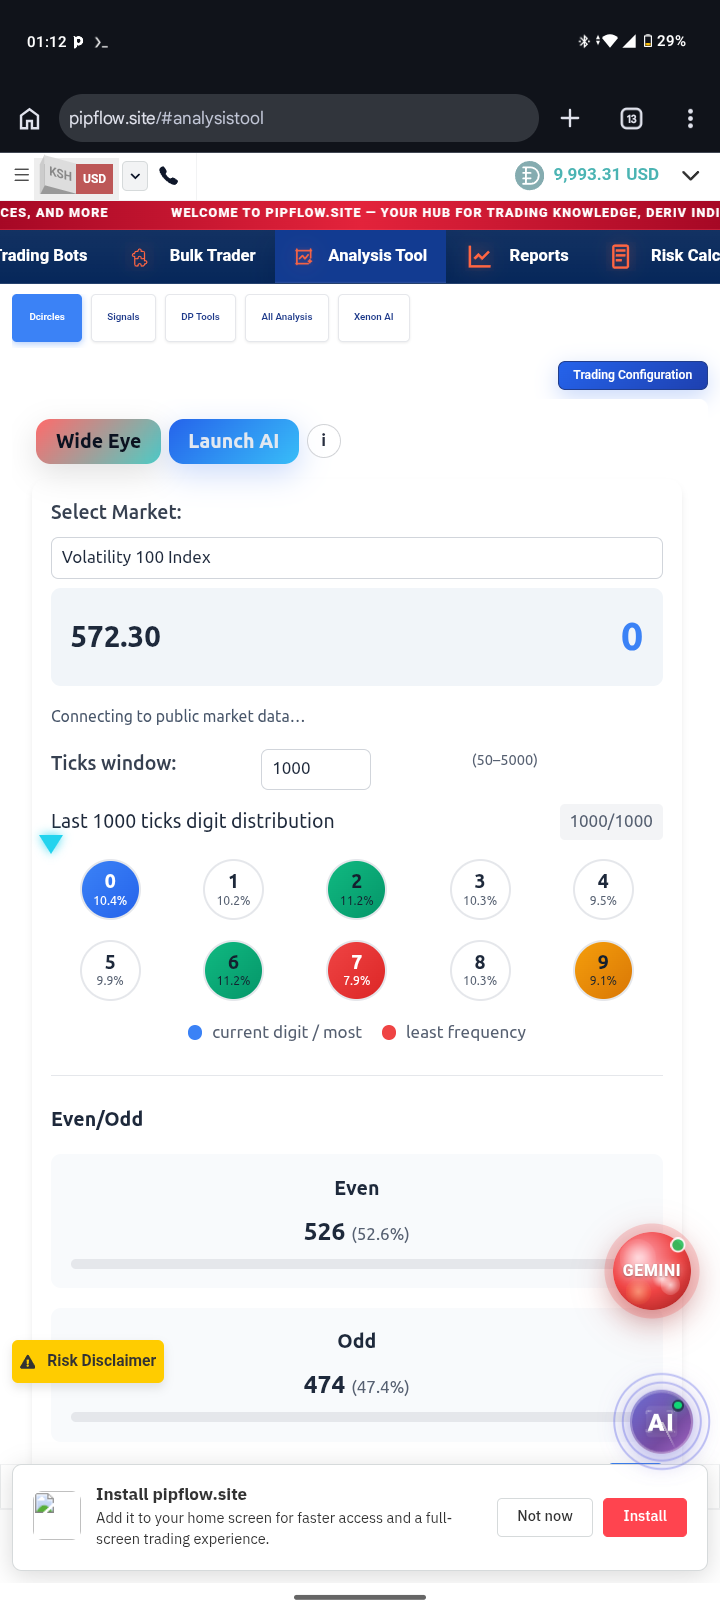 01:12
29%
pipflow.site/#analysistool
13
KSH
USD
9,993.31 USD
CES, AND MORE WELCOME TO PIPFLOW.SITE — YOUR HUB FOR TRADING KNOWLEDGE, DERIV INDI
rading Bots
Bulk Trader
Analysis Tool
Reports
Risk Calc
Dcircles
Signals
DP Tools
All Analysis
Xenon AI
Trading Configuration
Wide Eye
Launch AI
i
Select Market:
Volatility 100 Index
572.30
0
Connecting to public market data...
Ticks window:
1000
(50–5000)
Last 1000 ticks digit distribution
1000/1000
0
10.4%
1
10.2%
2
11.2%
3
10.3%
4
9.5%
5
9.9%
6
11.2%
7
7.9%
8
10.3%
9
9.1%
current digit / most
least frequency
Even/Odd
Even
526 (52.6%)
GEMINI
Odd
474 (47.4%)
Risk Disclaimer
AI
Install pipflow.site
Add it to your home screen for faster access and a full-
screen trading experience.
Not now
Install